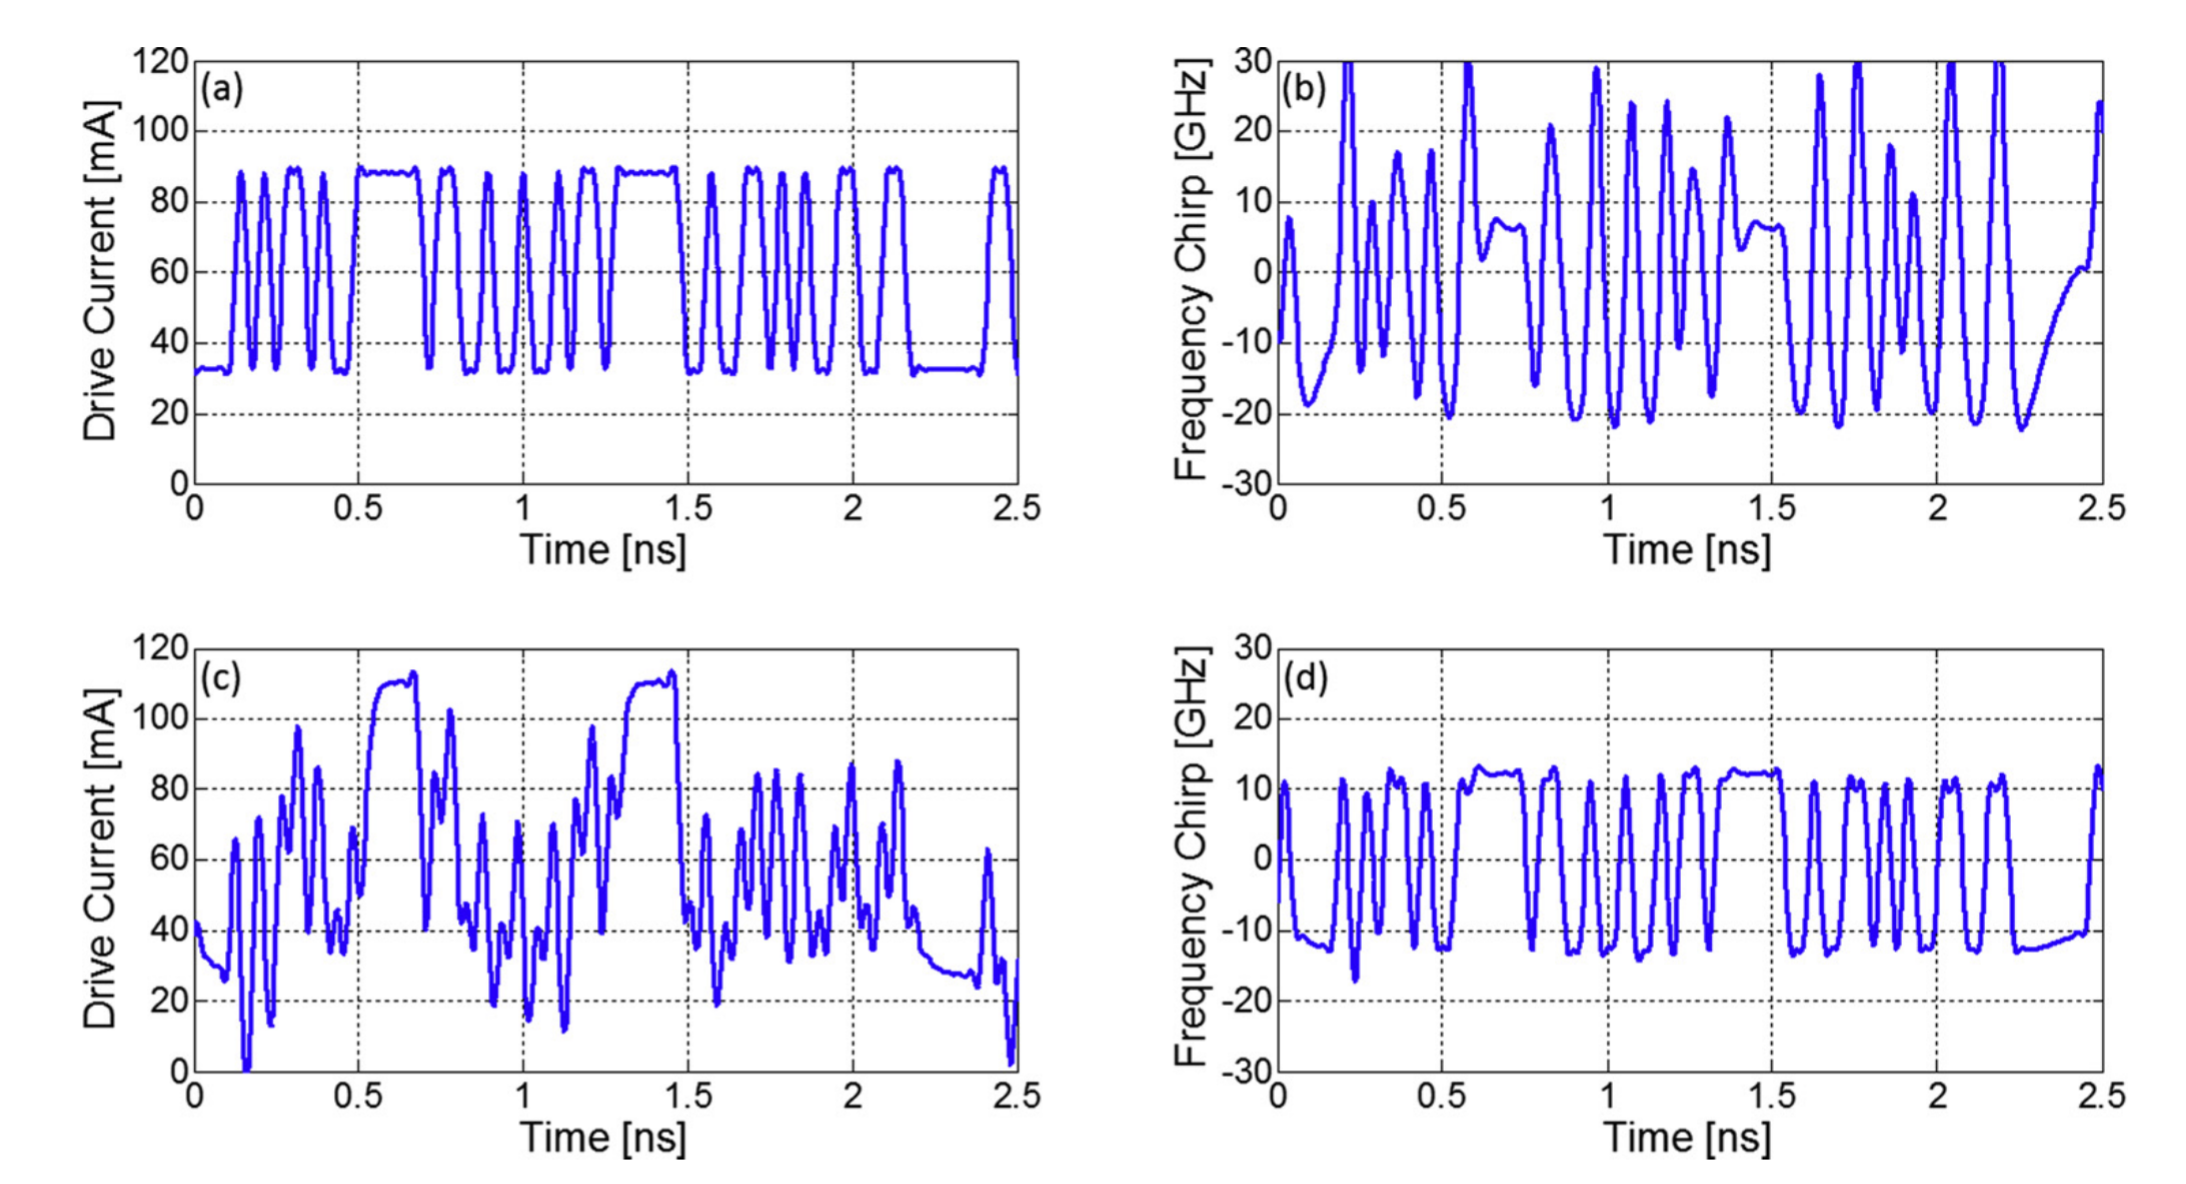 (a)
Drive Current [mA]
120
100
80
60
40
20
0
0 0.5 1 1.5 2 2.5
Time [ns]
(b)
Frequency Chirp [GHz]
30
20
10
0
-10
-20
-30
0 0.5 1 1.5 2 2.5
Time [ns]
(c)
Drive Current [mA]
120
100
80
60
40
20
0
0 0.5 1 1.5 2 2.5
Time [ns]
(d)
Frequency Chirp [GHz]
30
20
10
0
-10
-20
-30
0 0.5 1 1.5 2 2.5
Time [ns]